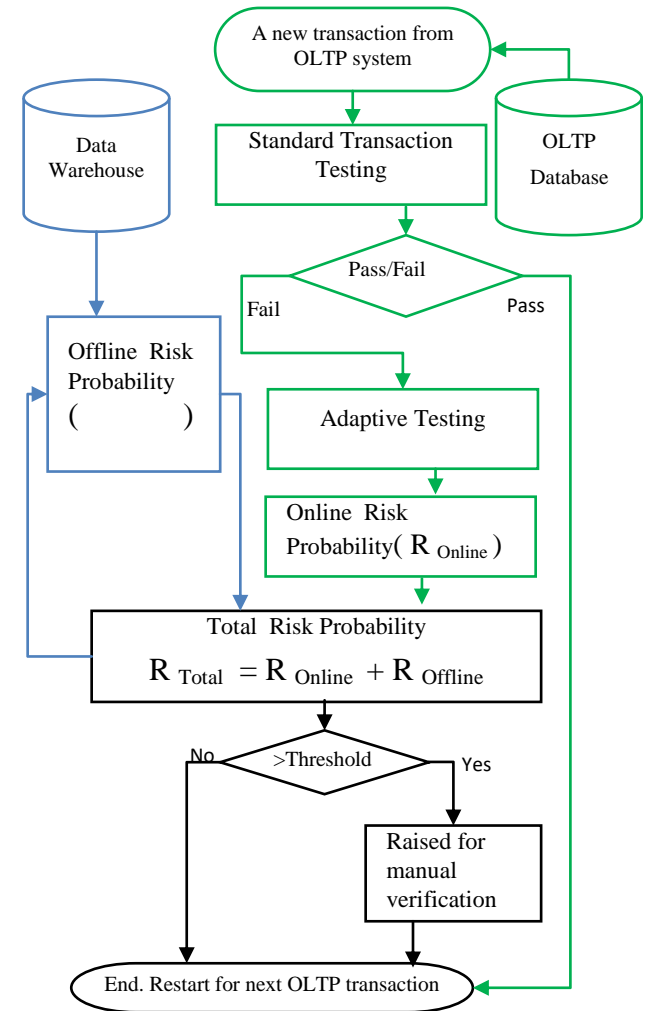 A new transaction from
OLTP system
Data
Warehouse
Standard Transaction
Testing
OLTP
Database
Pass/Fail
Fail
Pass
Offline Risk
Probability
( )
Adaptive Testing
Online Risk
Probability( R Online )
Total Risk Probability
R Total = R Online + R Offline
No
>Threshold
Yes
Raised for
manual
verification
End. Restart for next OLTP transaction